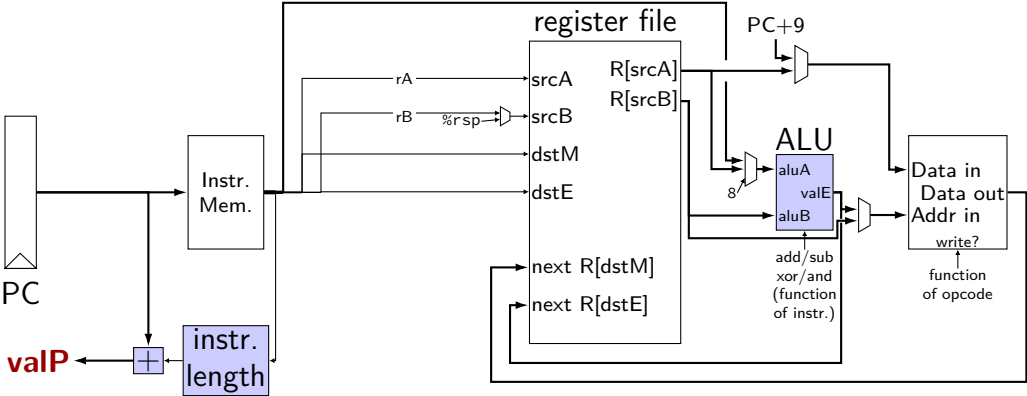 register file
PC+9
rA
srcA
R[srcA]
R[srcB]
rB
%rsp
srcB
ALU
dstM
Instr.
Mem.
8
aluA
valE
aluB
dstE
Data in
Data out
Addr in
write?
add/sub
xor/and
(function
of instr.)
function
of opcode
next R[dstM]
next R[dstE]
PC
valP
+
instr.
length